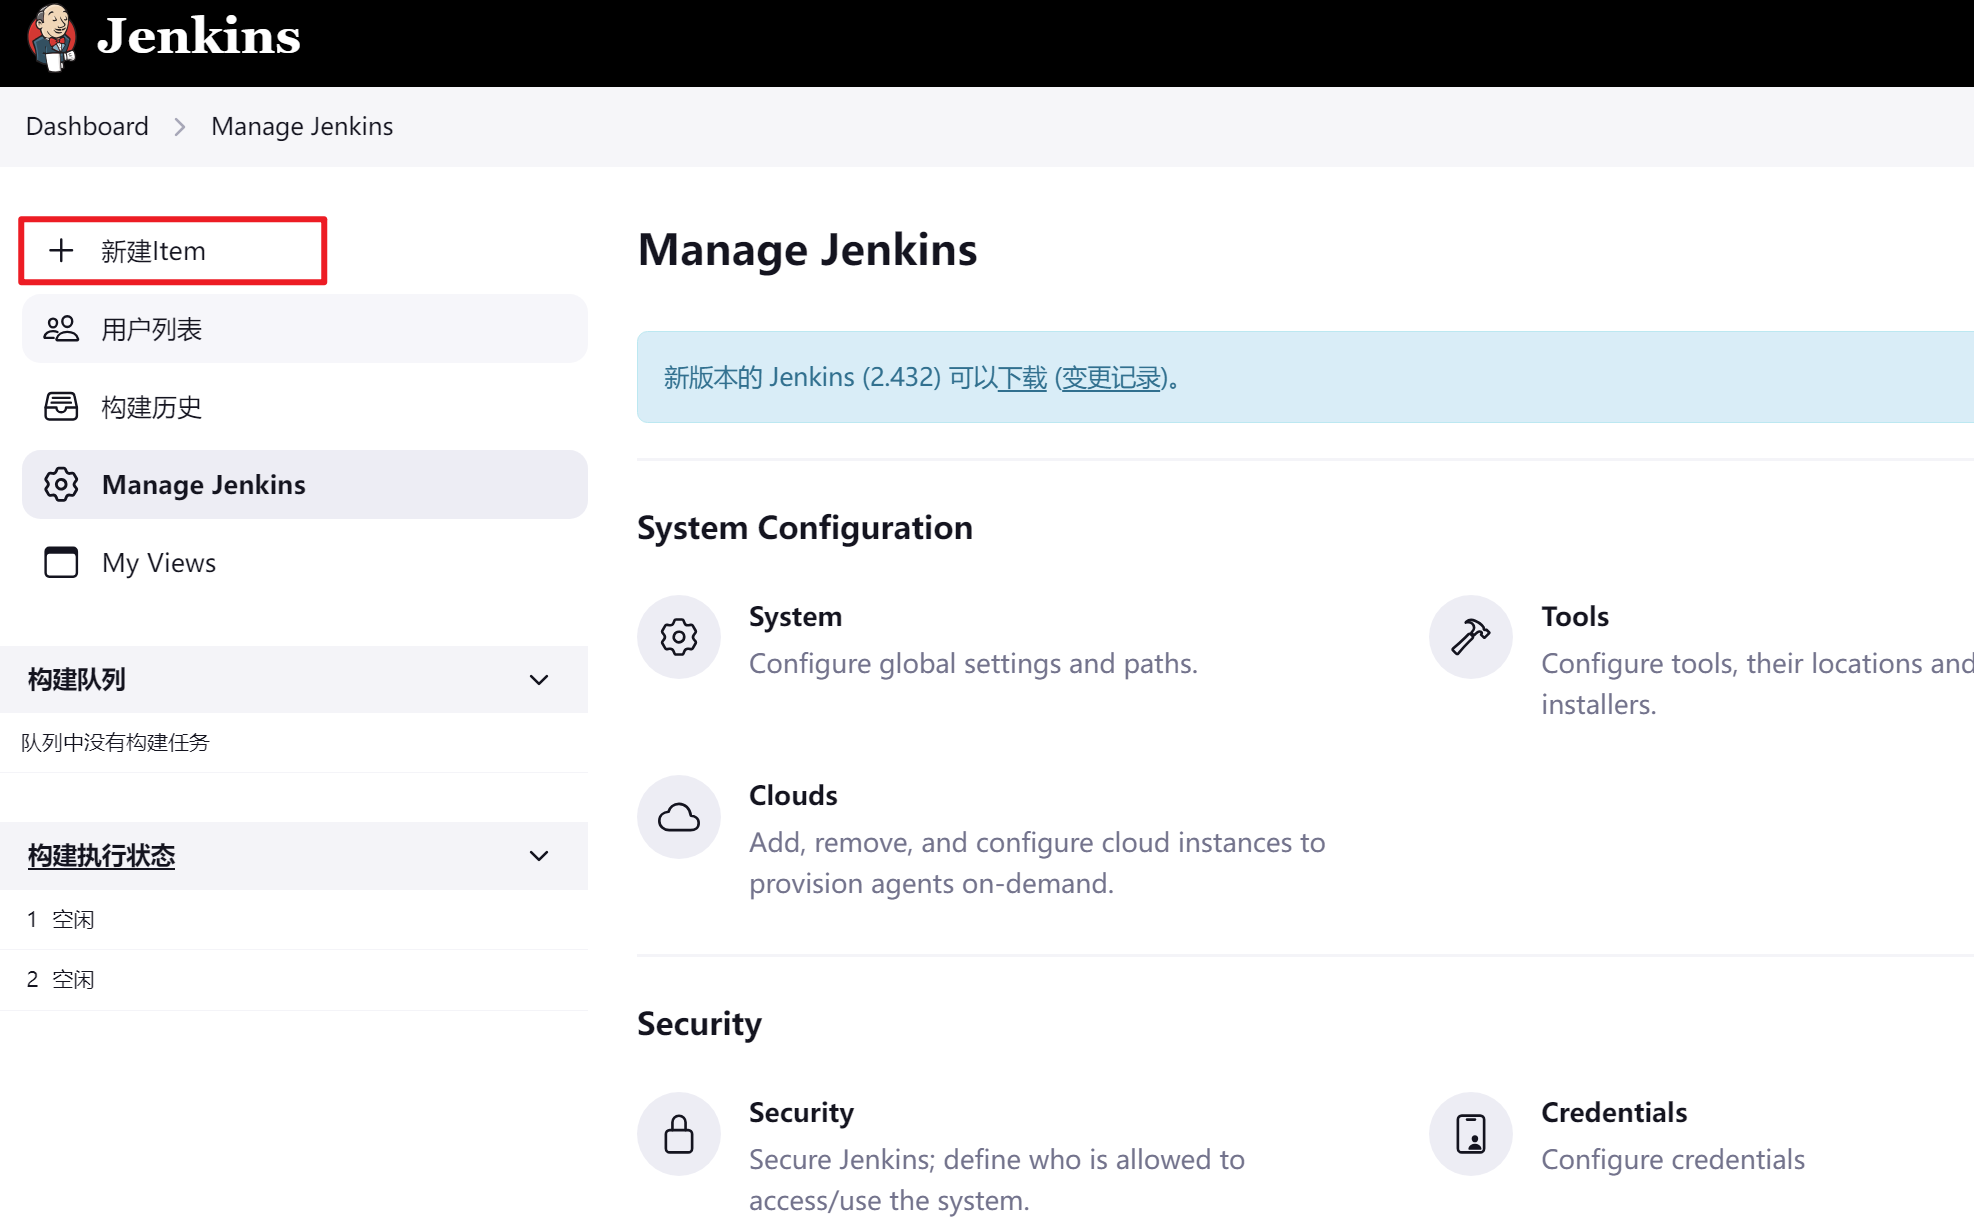 Jenkins
Dashboard > Manage Jenkins
新建Item
用户列表
构建历史
Manage Jenkins
My Views
构建队列
队列中没有构建任务
构建执行状态
1 空闲
2 空闲
Manage Jenkins
新版本的 Jenkins (2.432) 可以下载 (变更记录)。
System Configuration
System
Configure global settings and paths.
Tools
Configure tools, their locations and
installers.
Clouds
Add, remove, and configure cloud instances to
provision agents on-demand.
Security
Security
Secure Jenkins; define who is allowed to
access/use the system.
Credentials
Configure credentials